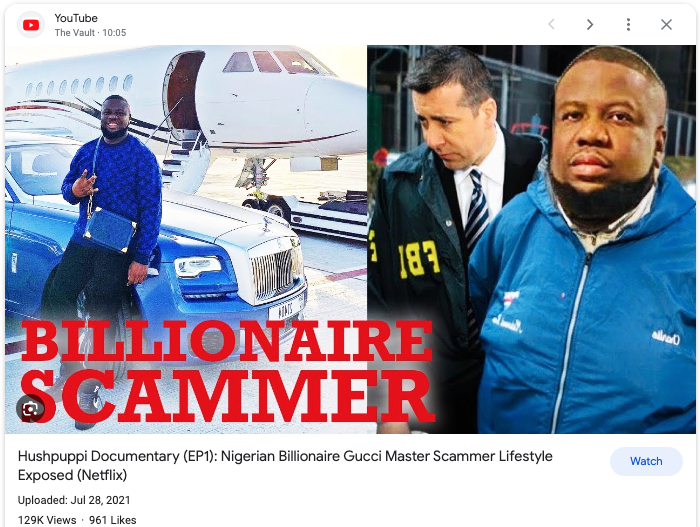 YouTube
The Vault · 10:05
FBI
BILLIONAIRE
SCAMMER
Hushpuppi Documentary (EP1): Nigerian Billionaire Gucci Master Scammer Lifestyle
Exposed (Netflix)
Watch
Uploaded: Jul 28, 2021
129K Views · 961 Likes